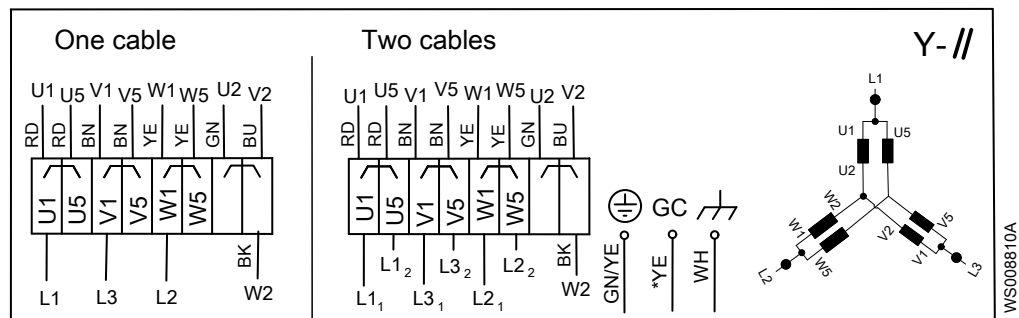 One cable
Two cables
Y-//
U1 U5 V1 V5 W1 W5 U2 V2
RD RD BN BN YE YE GN BU
U1 U5 V1 V5 W1 W5
BK
L1 L3 L2 W2
U1 U5 V1 V5 W1 W5 U2 V2
RD RD BN BN YE YE GN BU
U1 U5 V1 V5 W1 W5
BK
L1₂ L3₂ L2₂
L1₁ L3₁ L2₁ W2
GC
GN/YE *YE WH
L1
U1 U5
U2
W2 V5
W1 V2
W5 V1
L2 L3
WS008810A